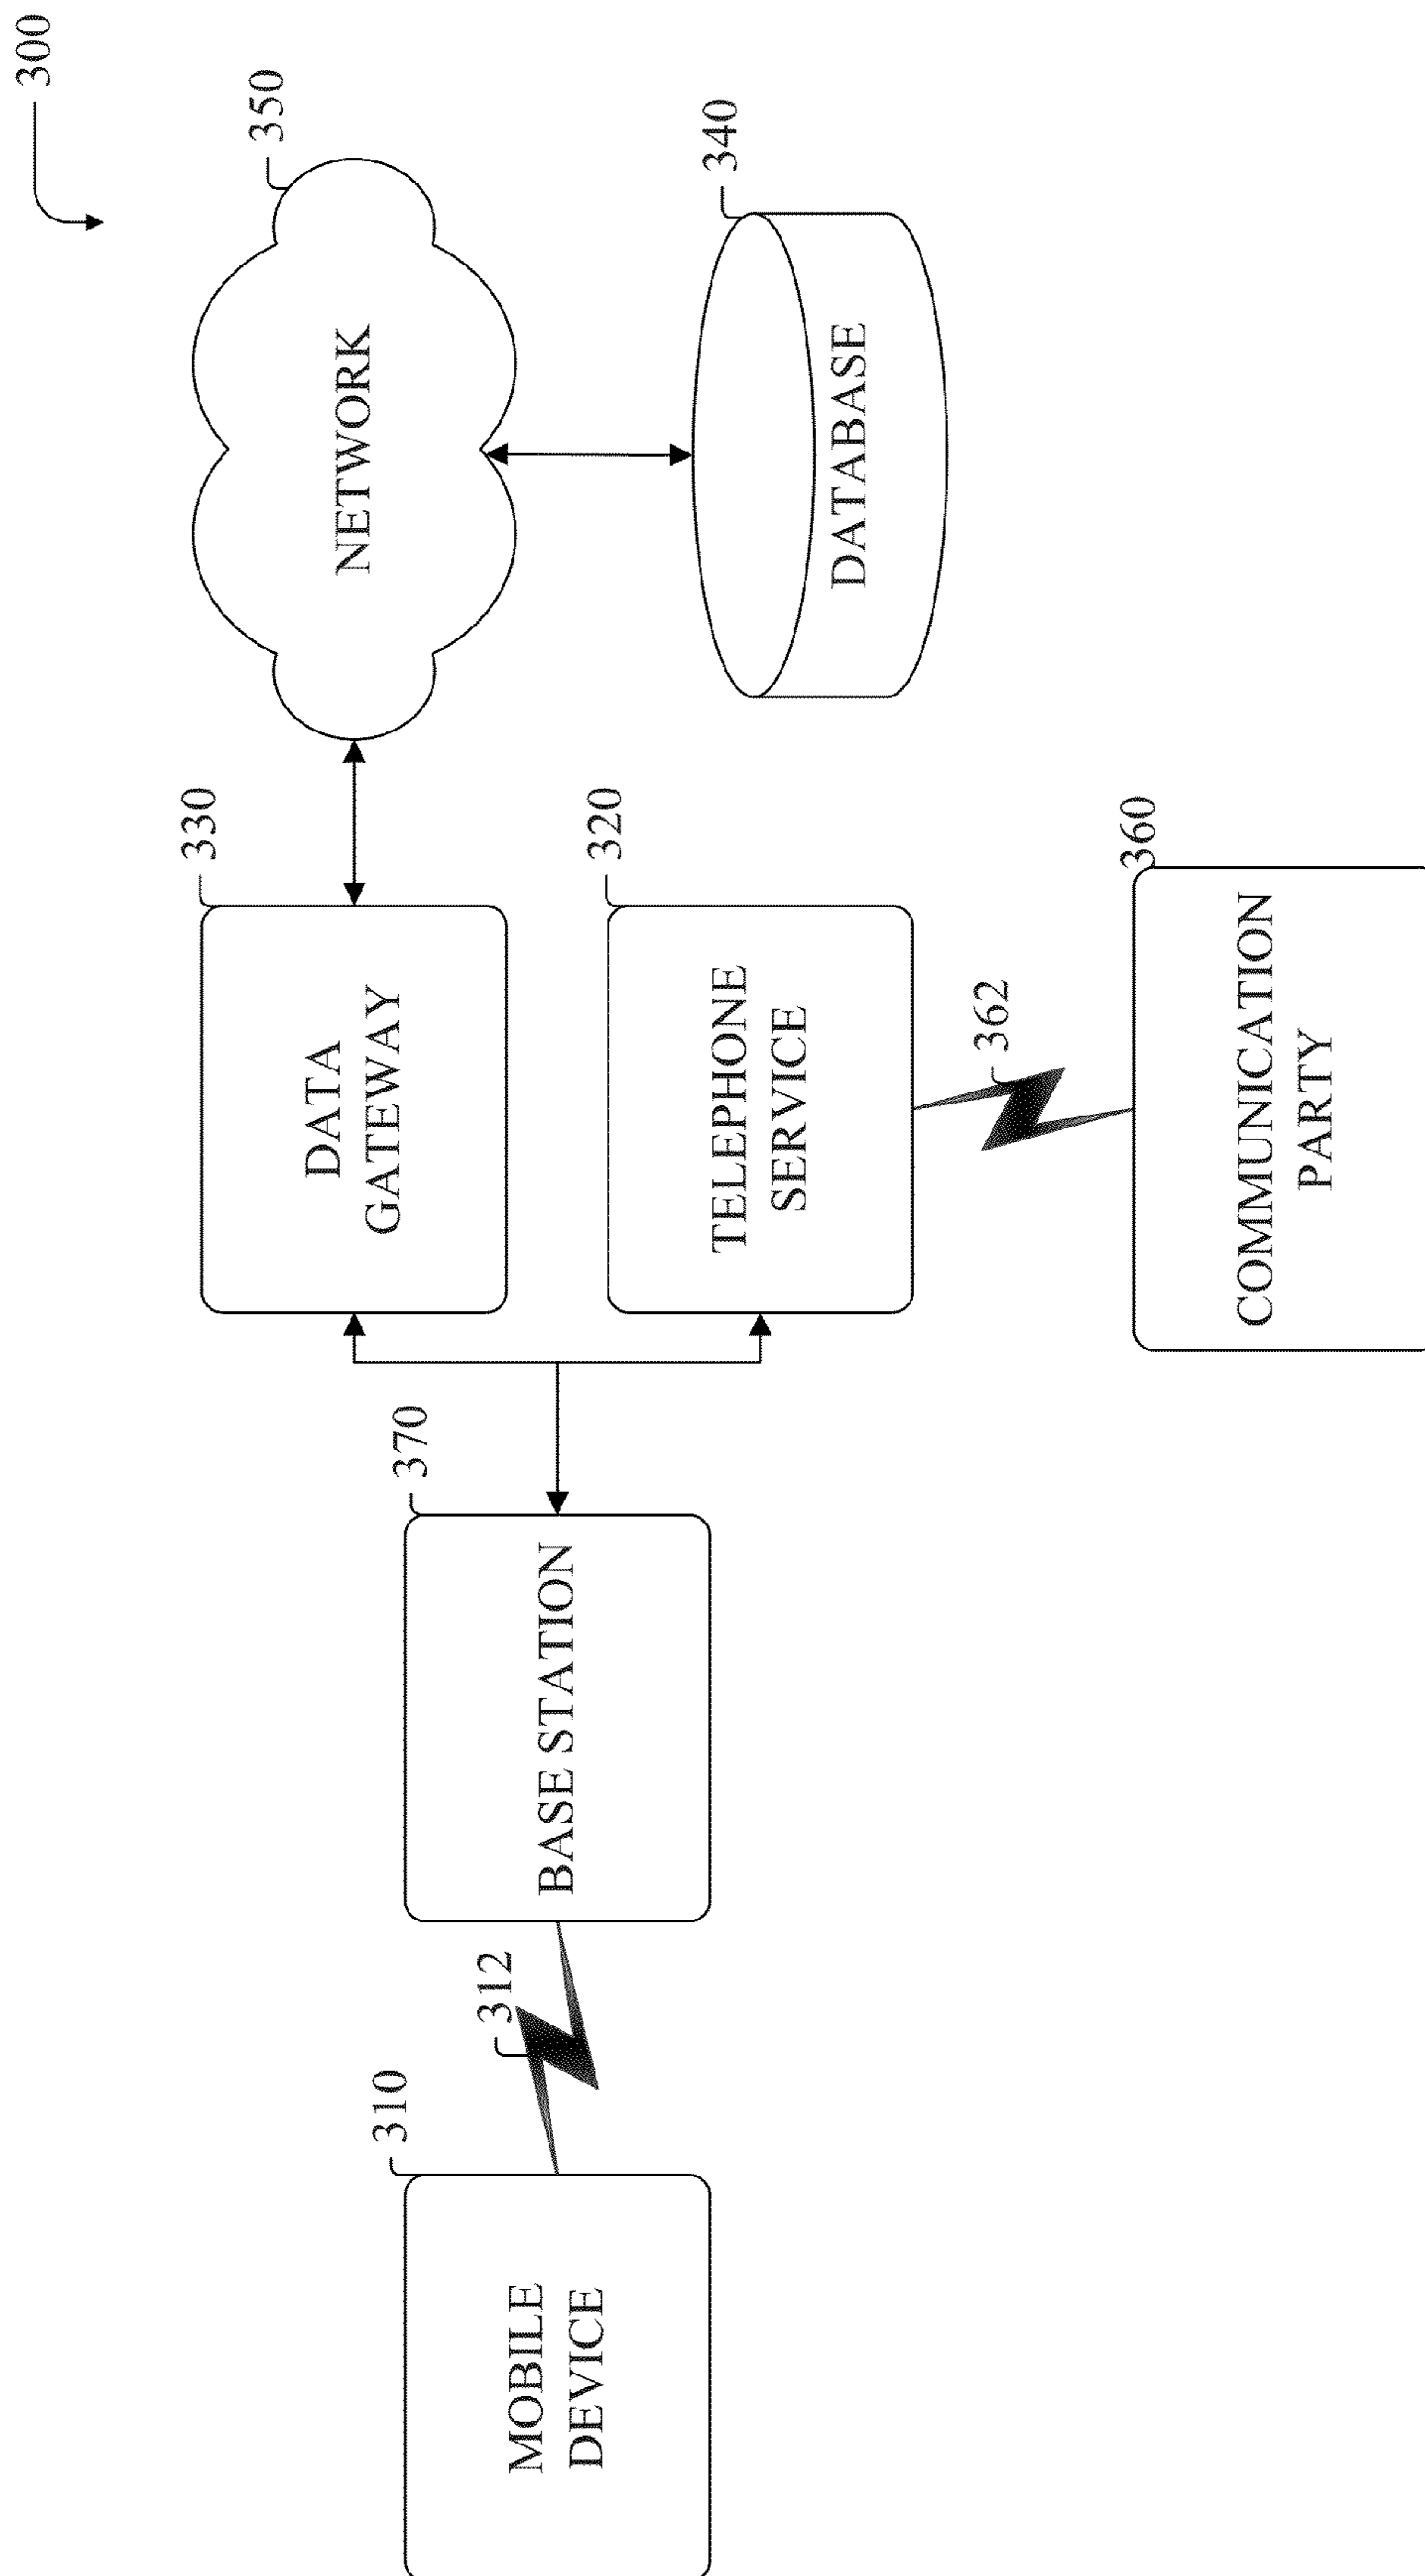 300
350
NETWORK
340
DATABASE
330
DATA
GATEWAY
320
TELEPHONE
SERVICE
362
360
COMMUNICATION
PARTY
370
BASE STATION
312
310
MOBILE
DEVICE